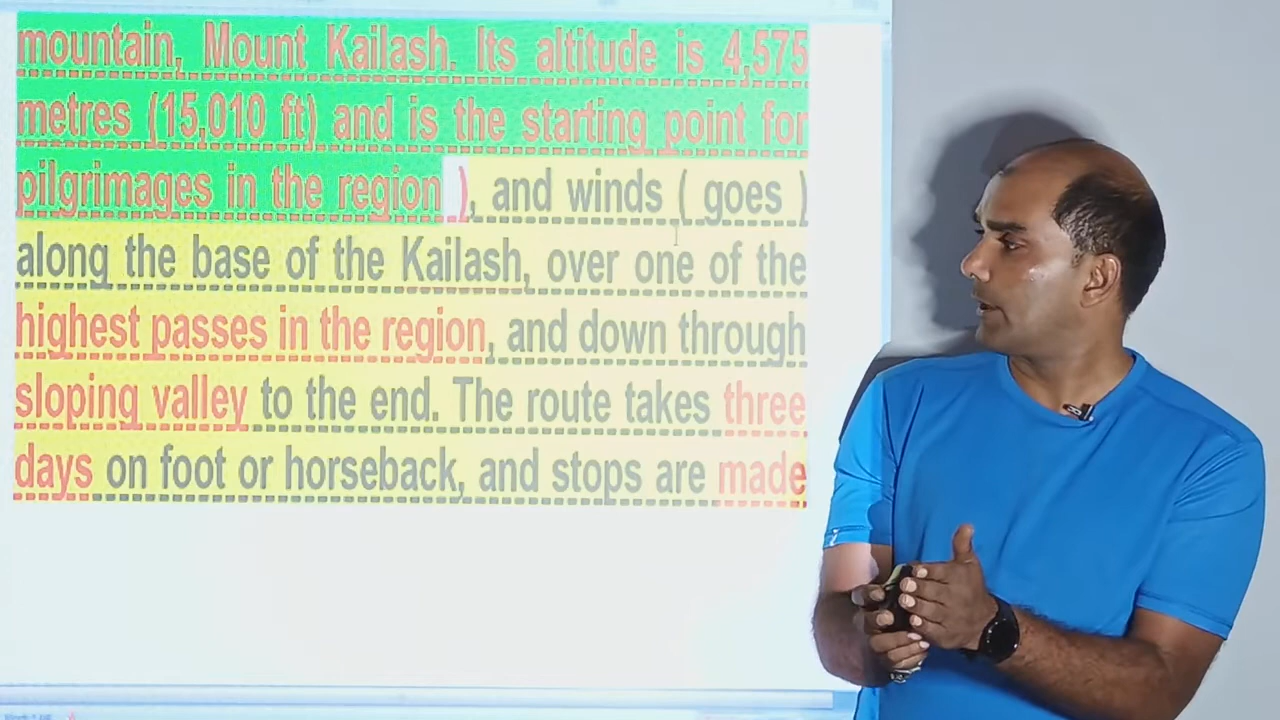 mountain, Mount Kailash. Its altitude is 4,575
metres (15,010 ft) and is the starting point for
pilgrimages in the region ), and winds ( goes )
along the base of the Kailash, over one of the
highest passes in the region, and down through
sloping valley to the end. The route takes three
days on foot or horseback, and stops are made